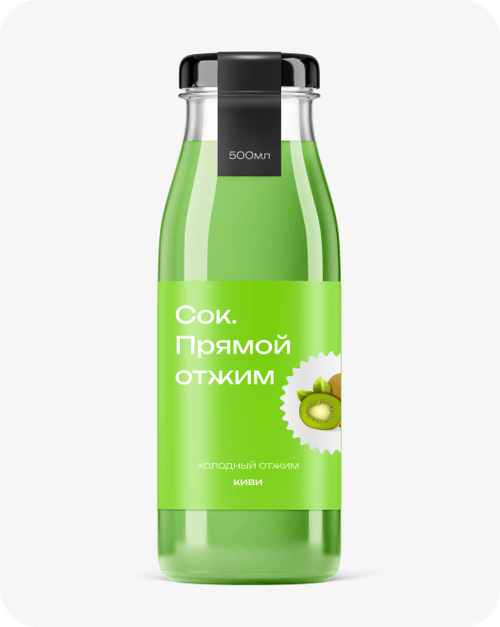 500мл
Сок.
Прямой
отжим
холодный отжим
киви